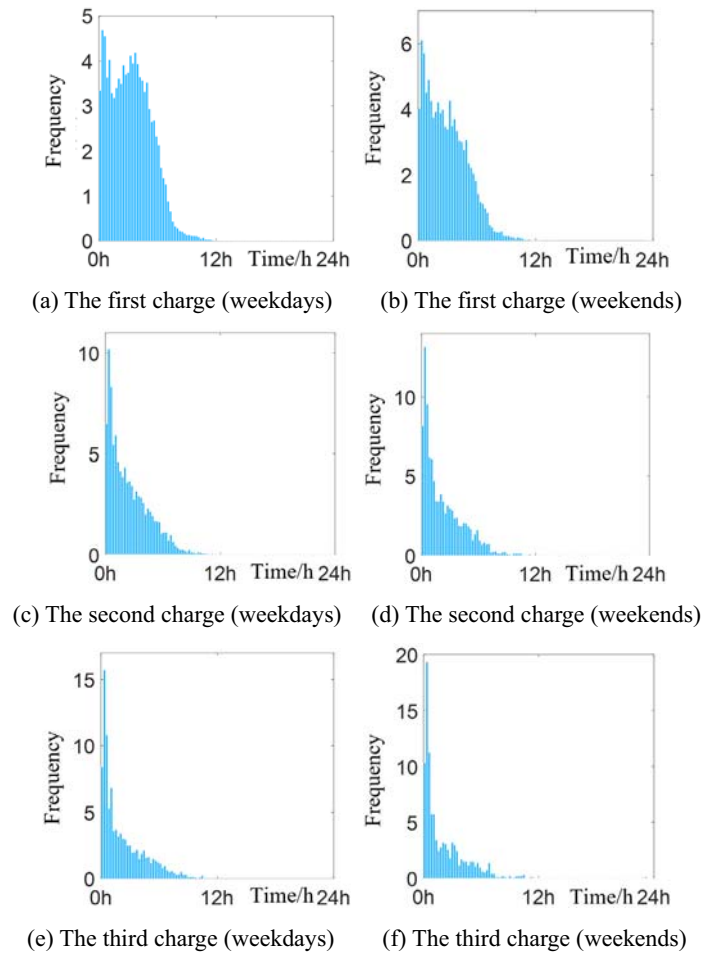 5
4
3
2
1
0
Frequency
0h 12h Time/h 24h
(a) The first charge (weekdays)
6
4
2
0
Frequency
0h 12h Time/h 24h
(b) The first charge (weekends)
10
5
0
Frequency
0h 12h Time/h 24h
(c) The second charge (weekdays)
10
5
0
Frequency
0h 12h Time/h 24h
(d) The second charge (weekends)
15
10
5
0
Frequency
0h 12h Time/h 24h
(e) The third charge (weekdays)
20
15
10
5
0
Frequency
0h 12h Time/h 24h
(f) The third charge (weekends)